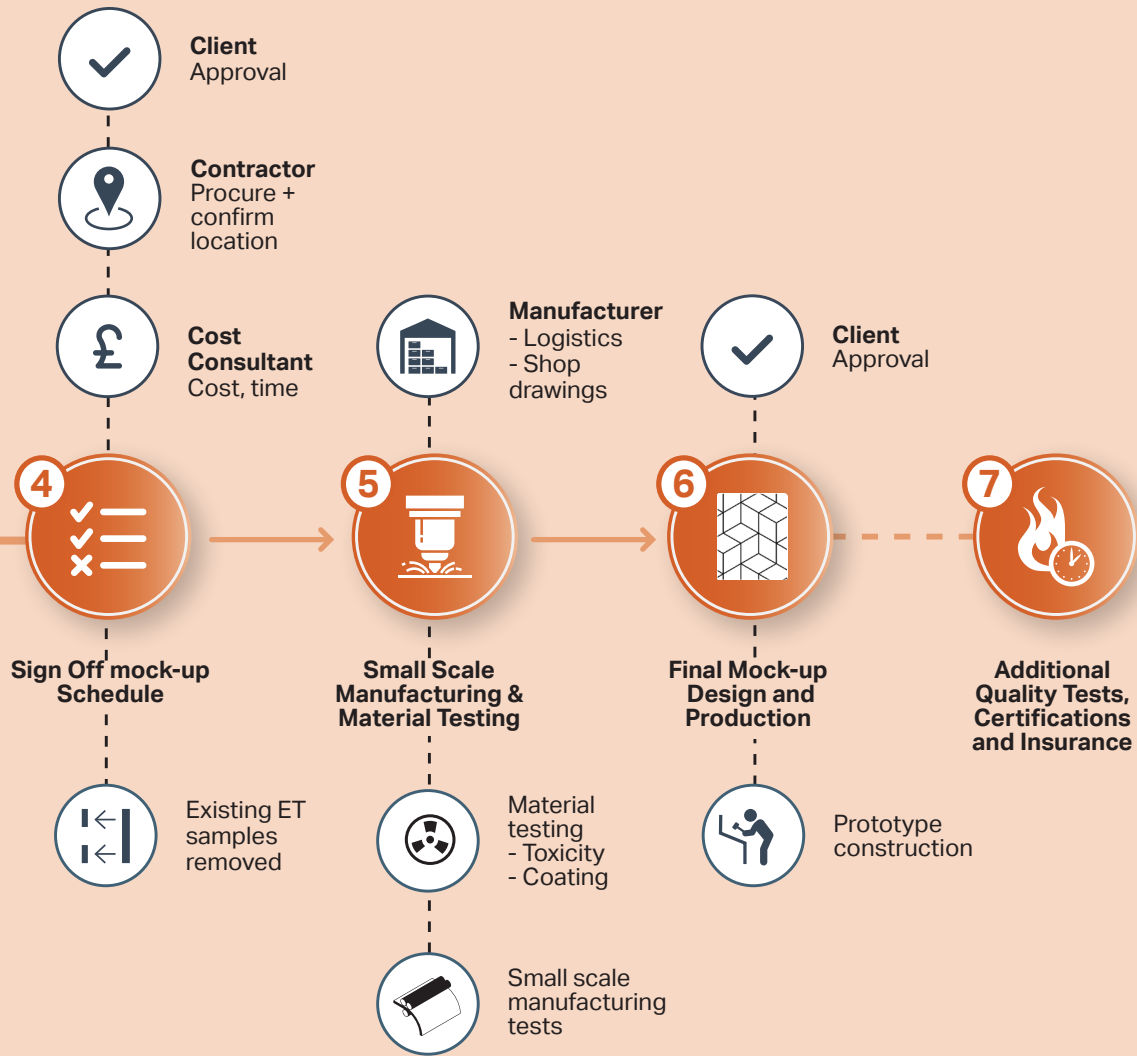 Client
Approval
Contractor
Procure +
confirm
location
£
Cost
Consultant
Cost, time
Manufacturer
- Logistics
- Shop
drawings
Client
Approval
4
5
6
7
Sign Off mock-up
Schedule
Small Scale
Manufacturing &
Material Testing
Final Mock-up
Design and
Production
Additional
Quality Tests,
Certifications
and Insurance
Existing ET
samples
removed
Material
testing
- Toxicity
- Coating
Prototype
construction
Small scale
manufacturing
tests